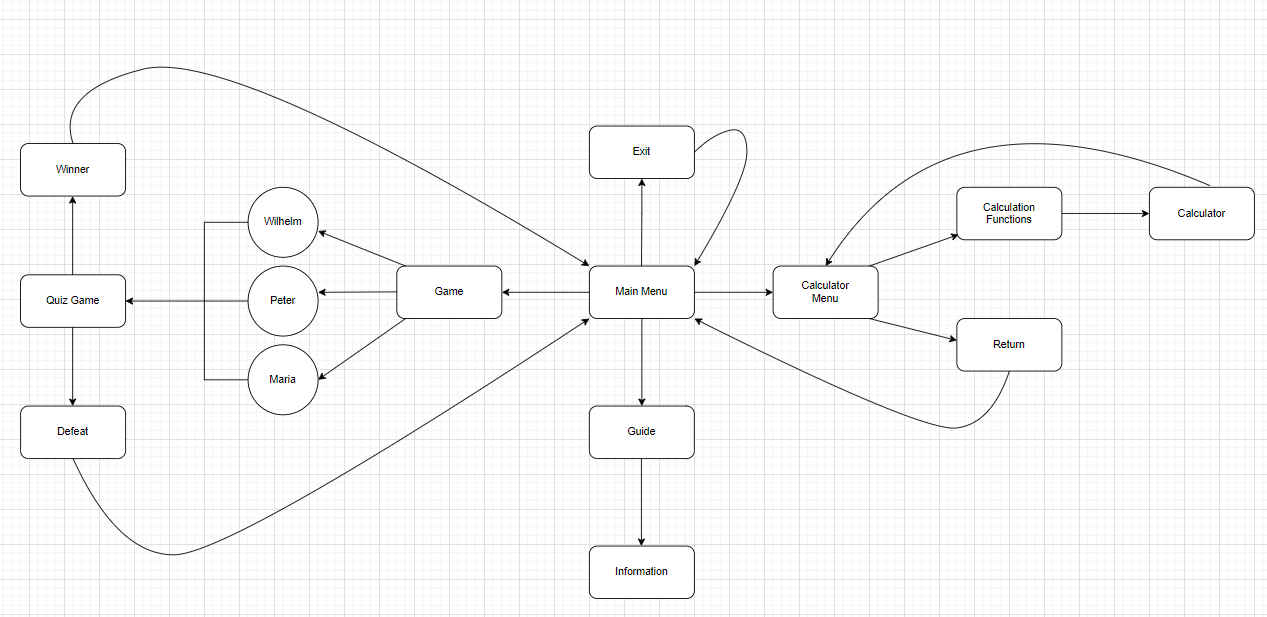 Exit
Winner
Wilhelm
Calculation
Functions
Calculator
Quiz Game
Peter
Game
Main Menu
Calculator
Menu
Return
Maria
Defeat
Guide
Information